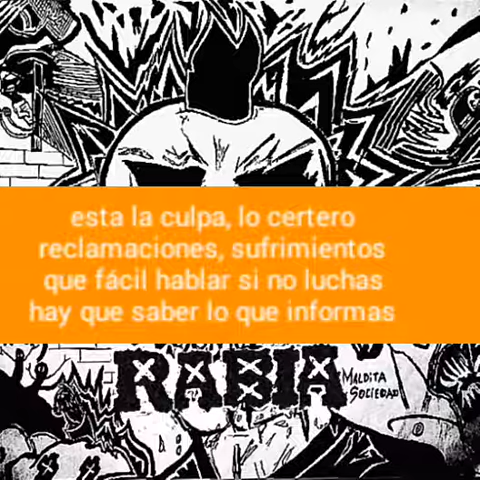 esta la culpa, lo certero
reclamaciones, sufrimientos
que fácil hablar si no luchas
hay que saber lo que informas
RABIA
MALDITA
SOCIEDAD